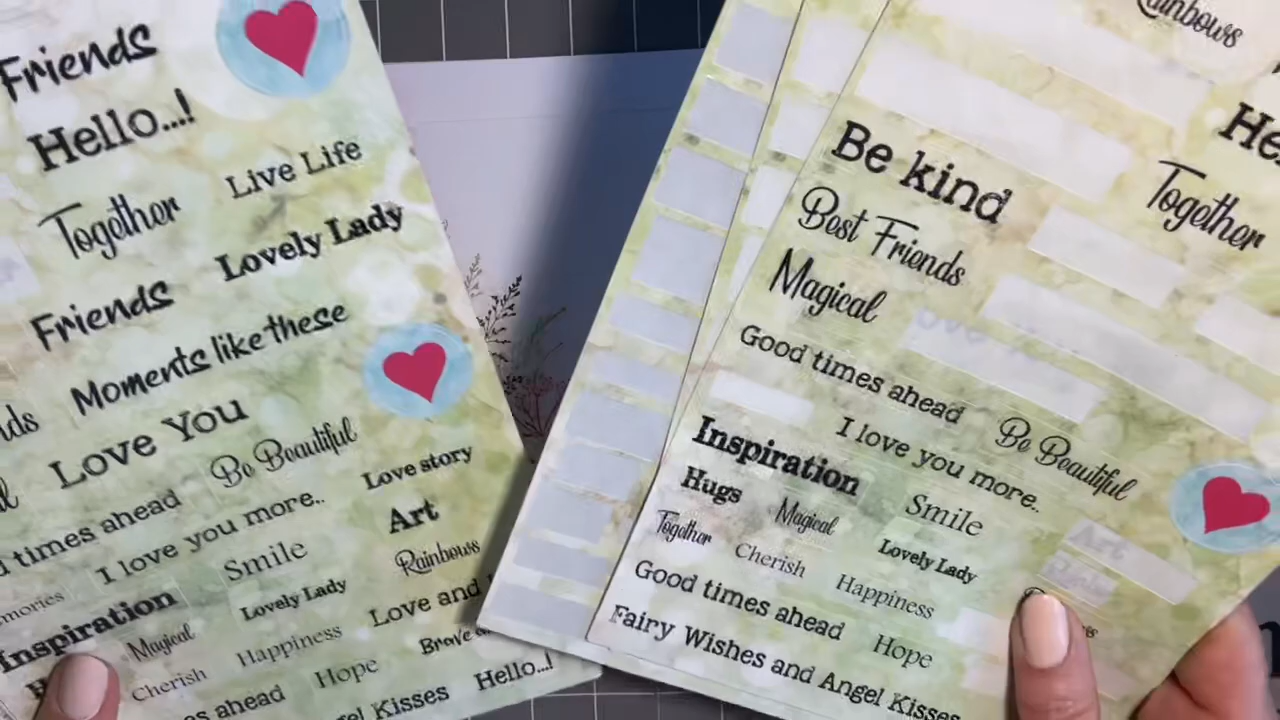 Friends
Hello...!
Together
Live Life
Lovely Lady
Friends
Moments like these
Love You
times ahead
Be Beautiful
Love story
I love you more..
Art
Smile
Rainbows
Inspiration
Lovely Lady
Love and
Magical
Happiness
Cherish
Hope
ahead
Kisses
Hello...!
Rainbows
Be kind
Together
Best Friends
Magical
Good times ahead
Be Beautiful
I love you more..
Inspiration
Hugs
Smile
Art
Together
Magical
Lovely Lady
Cherish
Happiness
Good times ahead
Hope
Fairy Wishes and Angel Kisses